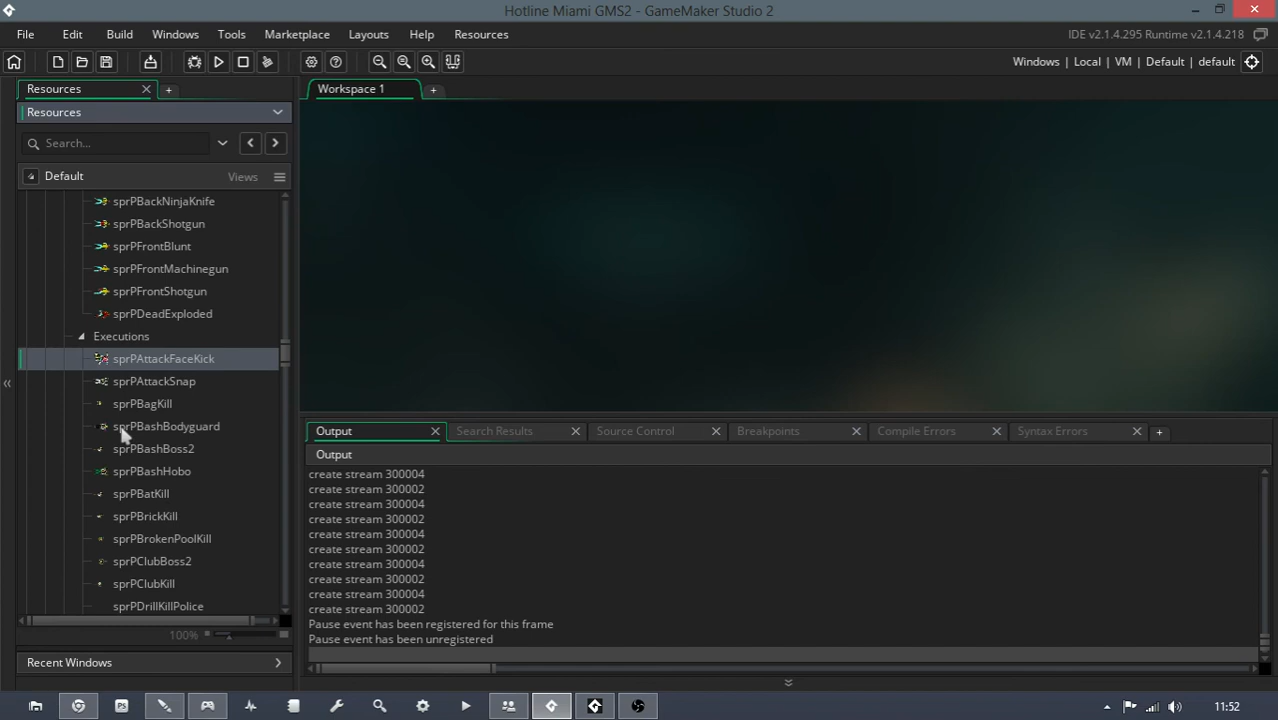 Hotline Miami GMS2 - GameMaker Studio 2
File Edit Build Windows Tools Marketplace Layouts Help Resources
IDE v2.1.4.295 Runtime v2.1.4.218
Windows | Local | VM | Default | default
Resources
Workspace 1
Resources
Search...
Default
Views
sprPBackNinjaKnife
sprPBackShotgun
sprPFrontBlunt
sprPFrontMachinegun
sprPFrontShotgun
sprPDeadExploded
Executions
sprPAttackFaceKick
sprPAttackSnap
sprPBagKill
sprPBashBodyguard
sprPBashBoss2
sprPBashHobo
sprPBatKill
sprPBrickKill
sprPBrokenPoolKill
sprPClubBoss2
sprPClubKill
sprPDrillKillPolice
100%
Recent Windows
Output Search Results Source Control Breakpoints Compile Errors Syntax Errors
Output
create stream 300004
create stream 300002
create stream 300004
create stream 300002
create stream 300004
create stream 300002
create stream 300004
create stream 300002
create stream 300004
create stream 300002
Pause event has been registered for this frame
Pause event has been unregistered
Ps
11:52